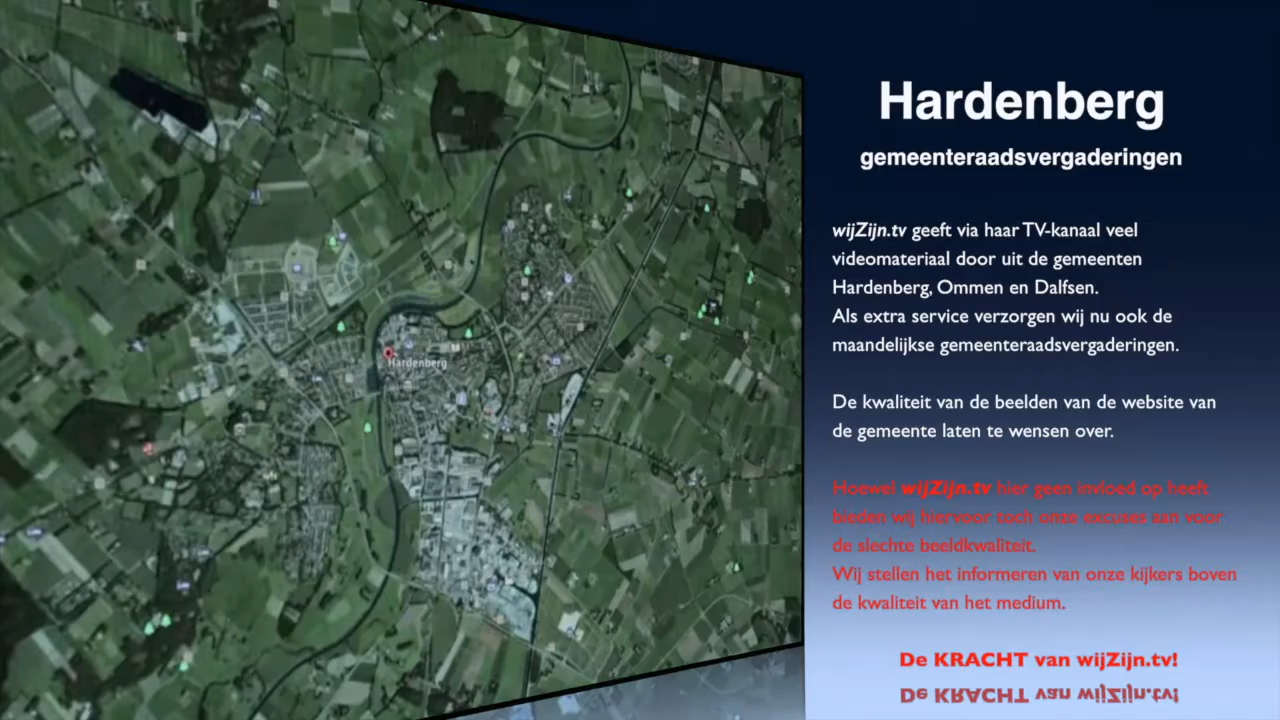 Hardenberg
gemeenteraadsvergaderingen
wijZijn.tv geeft via haar TV-kanaal veel
videomateriaal door uit de gemeenten
Hardenberg, Ommen en Dalfsen.
Als extra service verzorgen wij nu ook de
maandelijkse gemeenteraadsvergaderingen.
De kwaliteit van de beelden van de website van
de gemeente laten te wensen over.
Hoewel wijZijn.tv hier geen invloed op heeft
bieden wij hiervoor toch onze excuses aan voor
de slechte beeldkwaliteit.
Wij stellen het informeren van onze kijkers boven
de kwaliteit van het medium.
De KRACHT van wijZijn.tv!
Hardenberg